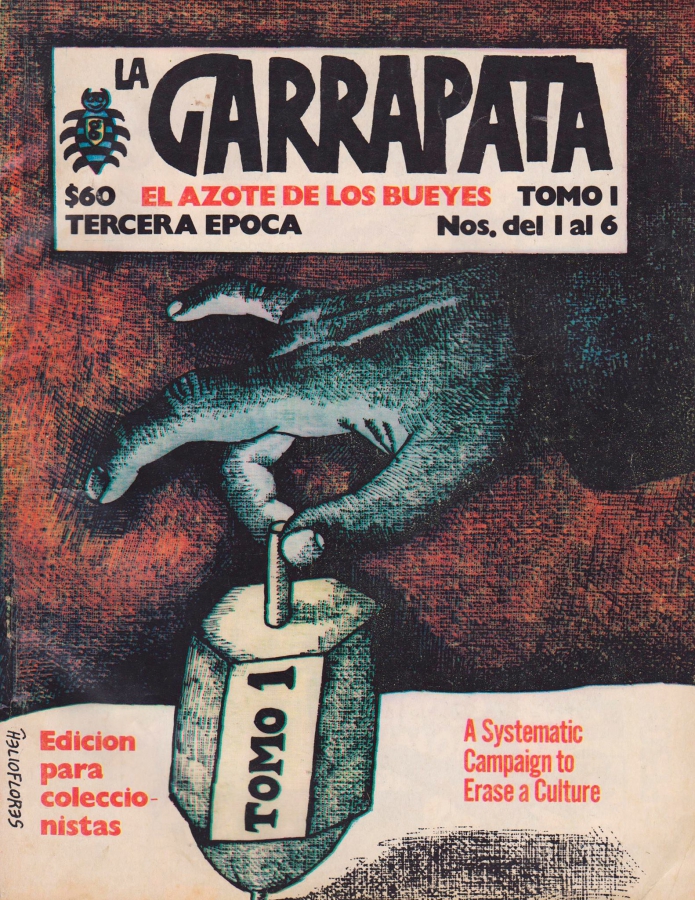 LA
GARRAPATA
$60 EL AZOTE DE LOS BUEYES TOMO I
TERCERA EPOCA Nos. del 1 al 6
TOMO 1
Edicion
para
coleccio-
nistas
A Systematic
Campaign to
Erase a Culture
HELIOFLORES